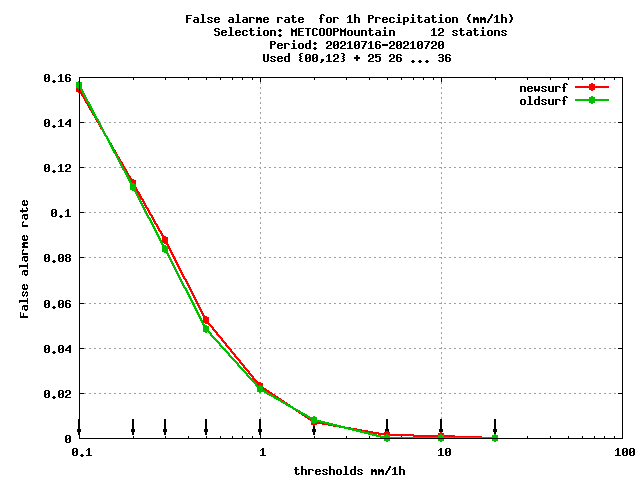 False alarme rate  for 1h Precipitation (mm/1h)
Selection: METCOOPMountain     12 stations
Period: 20210716-20210720
Used {00,12} + 25 26 ... 36
newsurf
oldsurf
0.16
0.14
0.12
0.1
0.08
0.06
0.04
0.02
0
False alarme rate
0.1 1 10 100
thresholds mm/1h